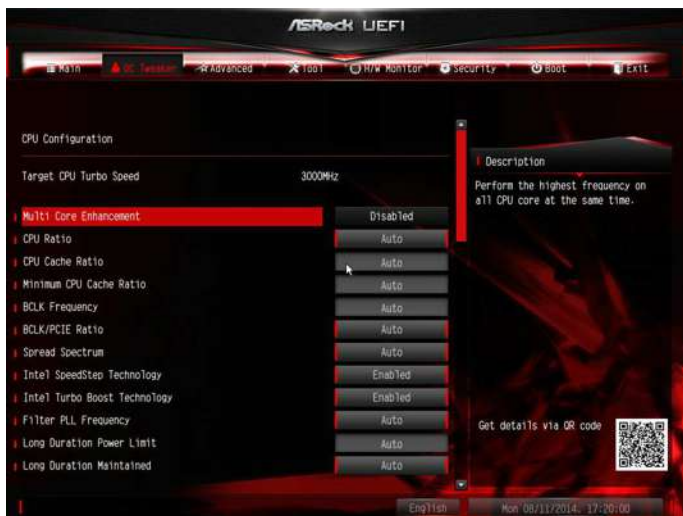 ASRock UEFI
Main OC Tweaker Advanced Tool H/W Monitor Security Boot Exit
CPU Configuration
Target CPU Turbo Speed 3000MHz
Multi Core Enhancement Disabled
CPU Ratio Auto
CPU Cache Ratio Auto
Minimum CPU Cache Ratio Auto
BCLK Frequency Auto
BCLK/PCIE Ratio Auto
Spread Spectrum Auto
Intel SpeedStep Technology Enabled
Intel Turbo Boost Technology Enabled
Filter PLL Frequency Auto
Long Duration Power Limit Auto
Long Duration Maintained Auto
Description
Perform the highest frequency on
all CPU core at the same time.
Get details via QR code
English
Mon 08/11/2014, 17:20:00